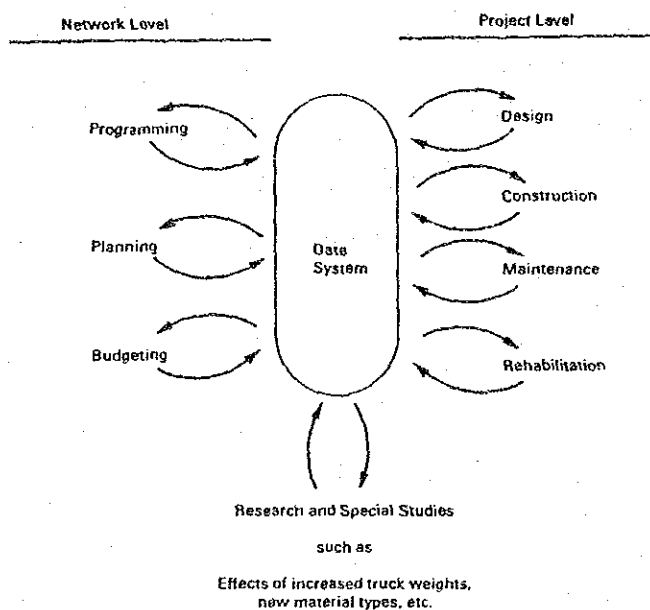 Network Level
Project Level
Programming
Planning
Budgeting
Data
System
Design
Construction
Maintenance
Rehabilitation
Research and Special Studies
such as
Effects of increased truck weights,
new material types, etc.